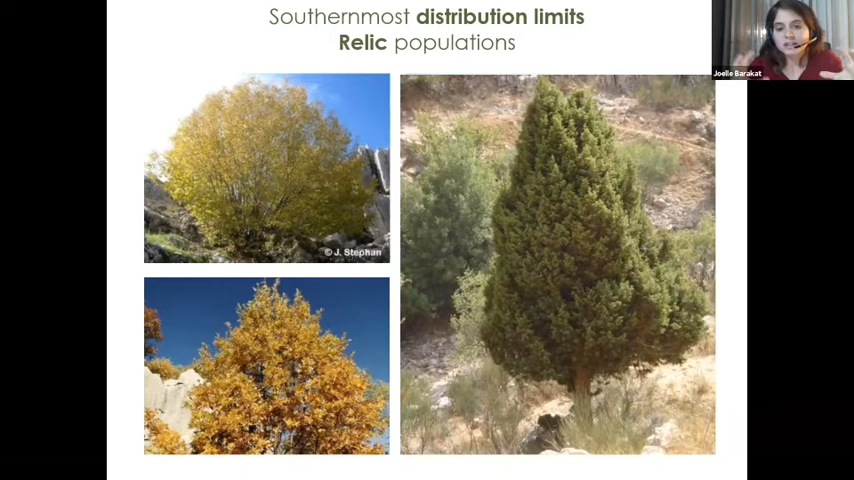 Southernmost distribution limits
Relic populations
Joelle Barakat
© J. Stephan